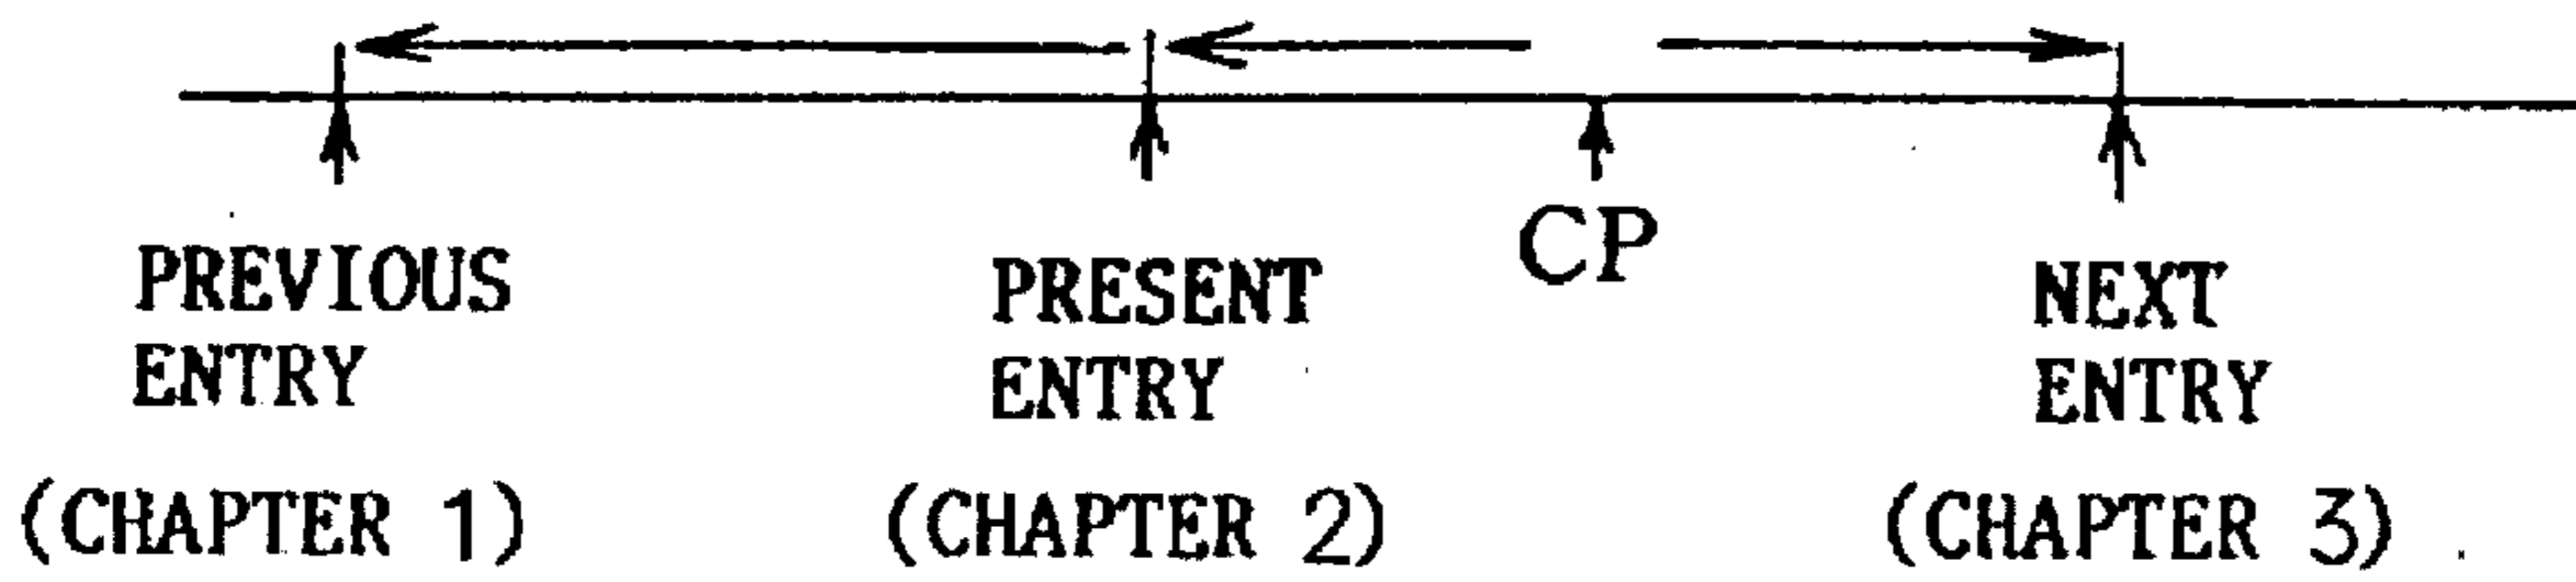 CP
PREVIOUS
ENTRY
(CHAPTER 1)
PRESENT
ENTRY
(CHAPTER 2)
NEXT
ENTRY
(CHAPTER 3)